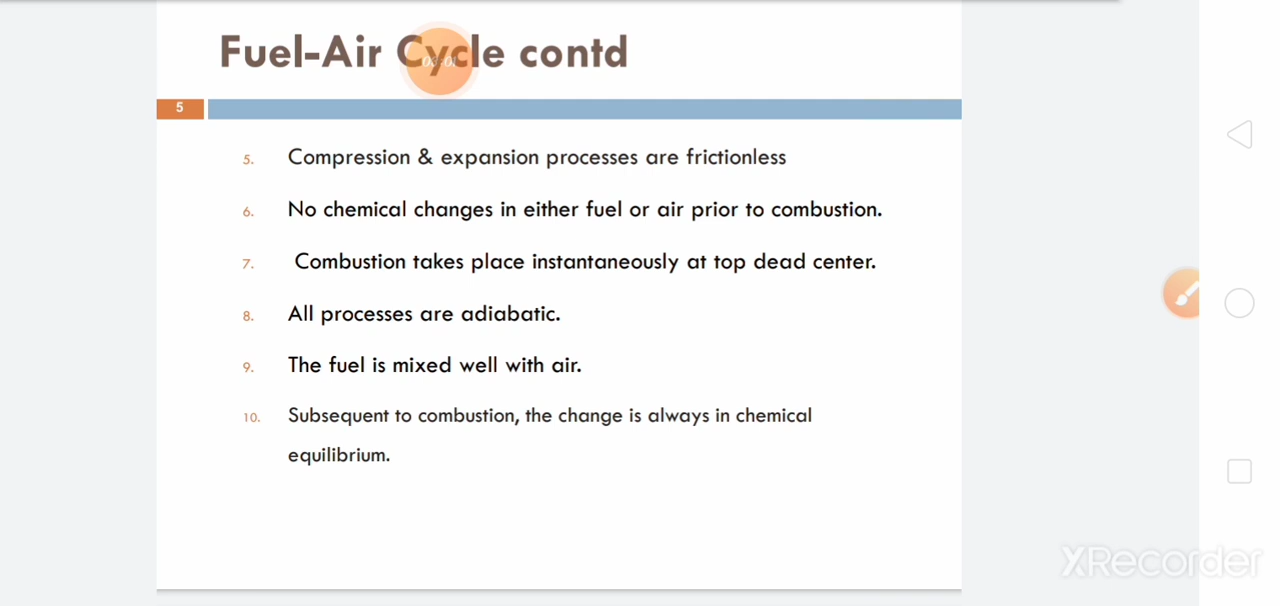 Fuel-Air Cycle contd
5
5. Compression & expansion processes are frictionless
6. No chemical changes in either fuel or air prior to combustion.
7. Combustion takes place instantaneously at top dead center.
8. All processes are adiabatic.
9. The fuel is mixed well with air.
10. Subsequent to combustion, the change is always in chemical
equilibrium.
XRecorder